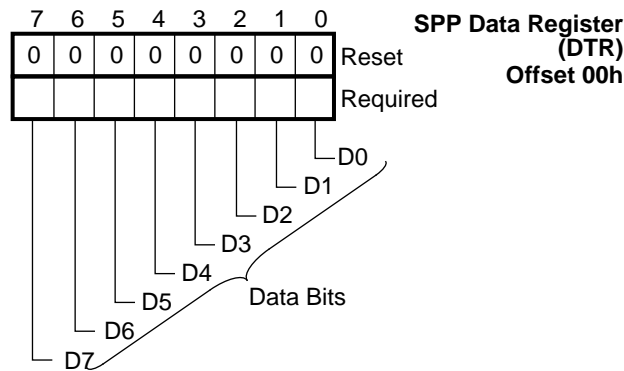 7 6 5 4 3 2 1 0
SPP Data Register
(DTR)
Offset 00h
0 0 0 0 0 0 0 0 Reset
Required
D0
D1
D2
D3
D4
D5
D6
D7
Data Bits